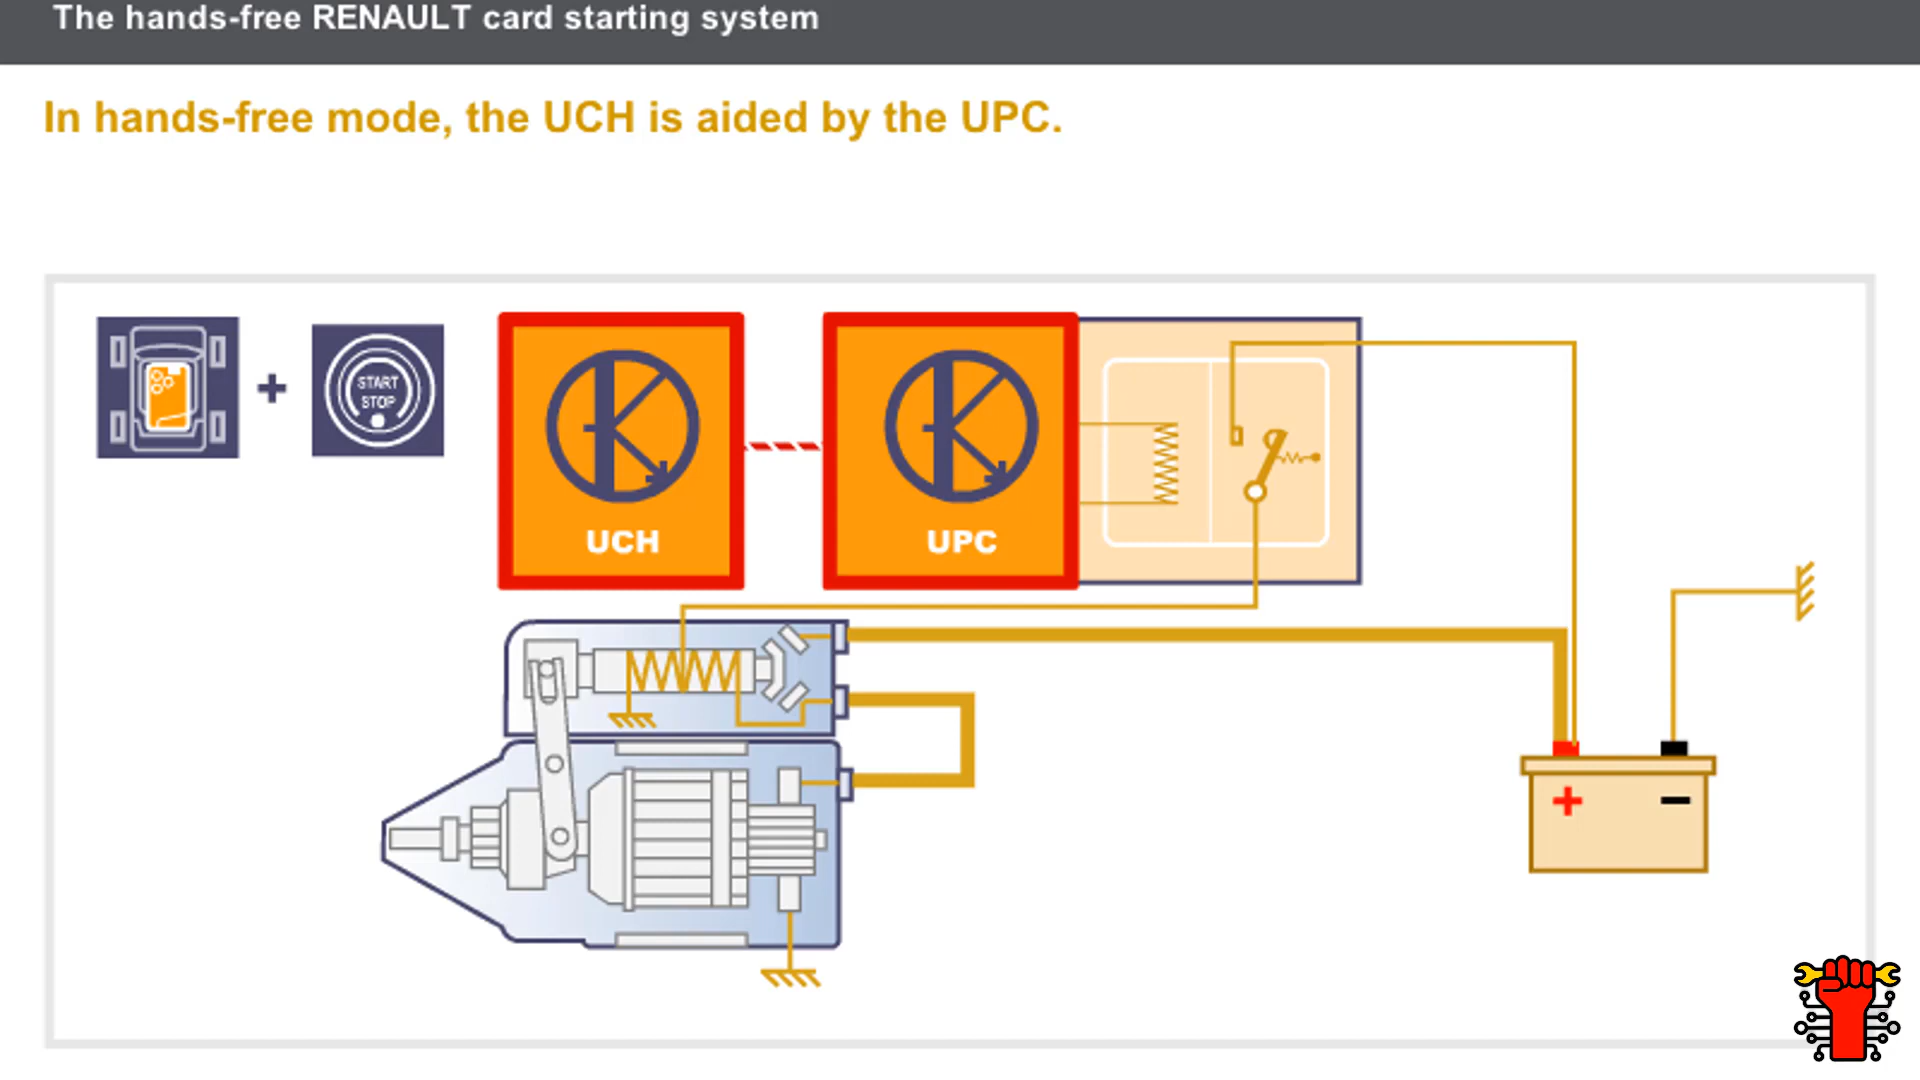 The hands-free RENAULT card starting system
In hands-free mode, the UCH is aided by the UPC.
+
START
STOP
UCH
UPC
+ −